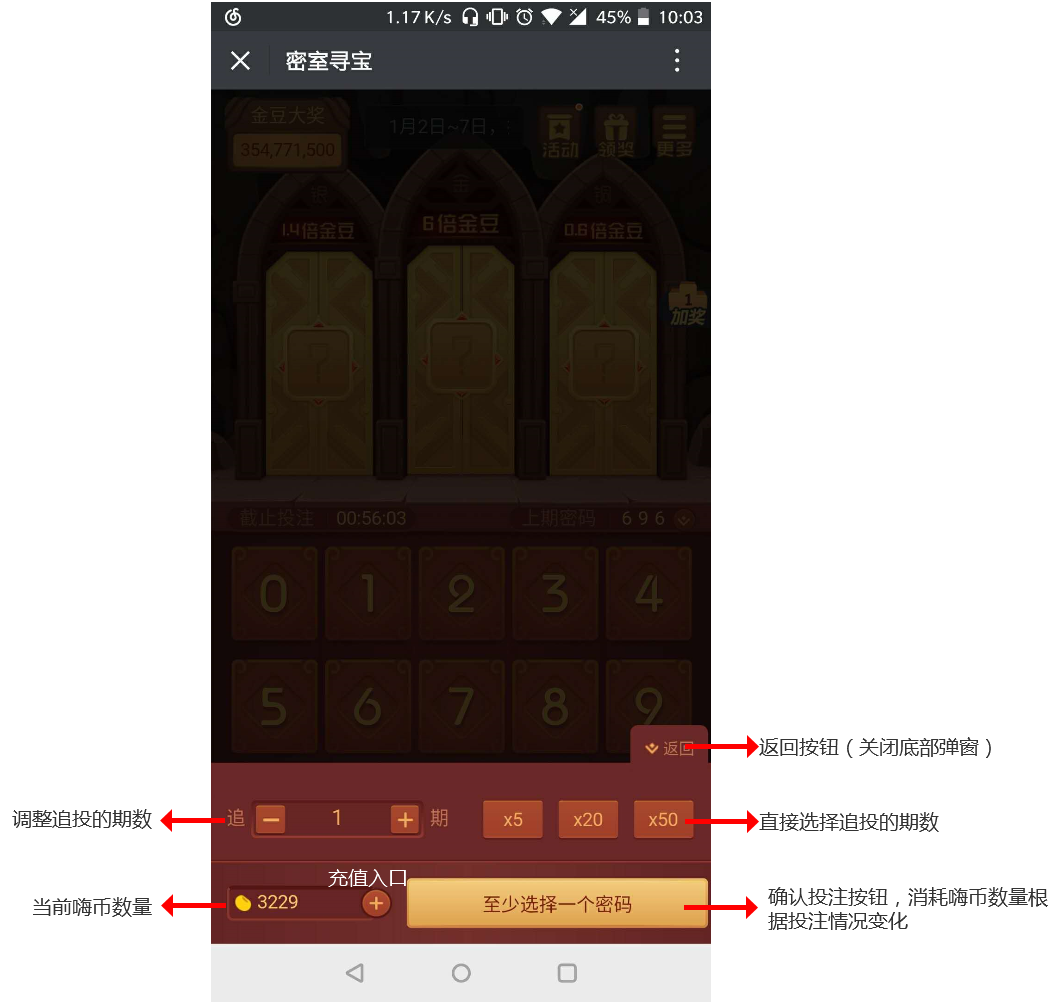 1.17 K/s 45% 10:03
密室寻宝
金豆大奖
354,771,500
1月2日~7日，
活动 领奖 更多
1.4倍金豆 6倍金豆 0.6倍金豆
? ? ?
1
加奖
截止投注 00:56:03 上期密码 6 9 6
0 1 2 3 4
5 6 7 8 9
返回
返回按钮（关闭底部弹窗）
调整追投的期数
追 1 期 x5 x20 x50
直接选择追投的期数
充值入口
当前嗨币数量
3229
至少选择一个密码
确认投注按钮，消耗嗨币数量根
据投注情况变化